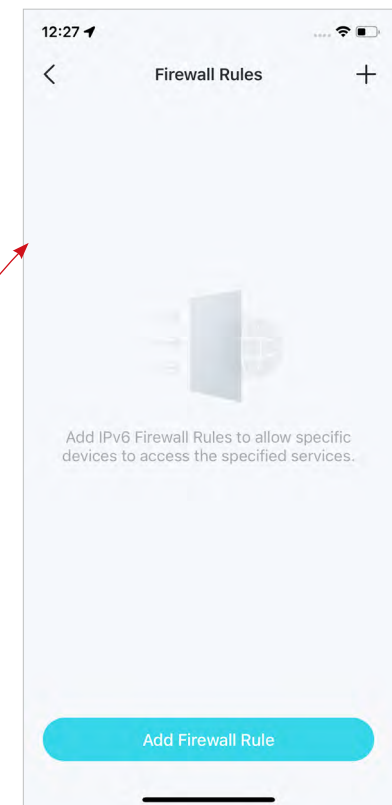 12:27
Firewall Rules
Add IPv6 Firewall Rules to allow specific
devices to access the specified services.
Add Firewall Rule